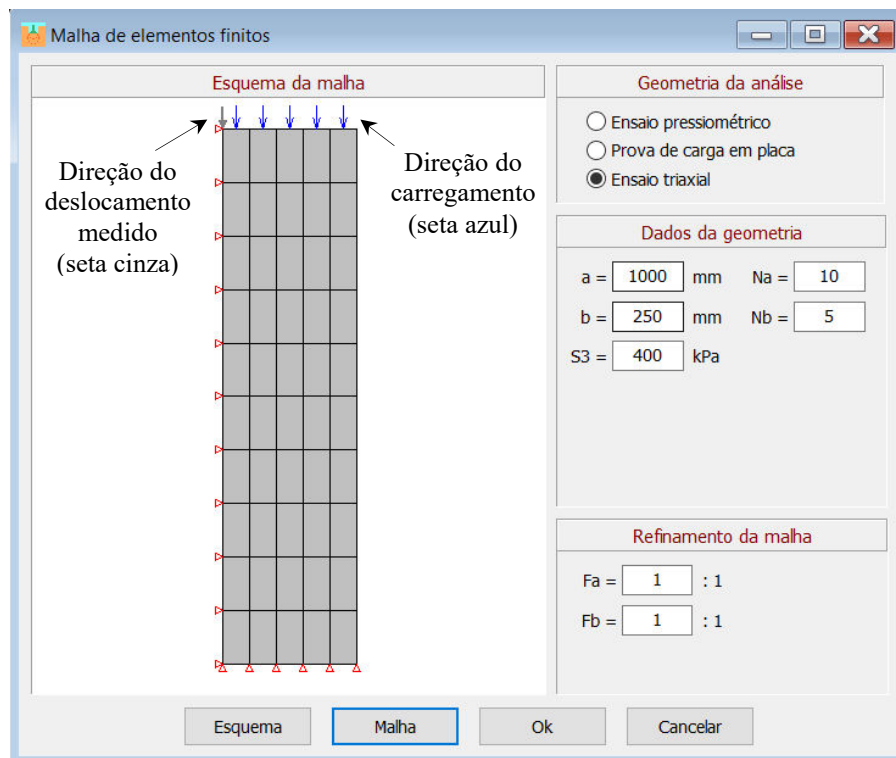 Malha de elementos finitos
Esquema da malha
Direção do
deslocamento
medido
(seta cinza)
Direção do
carregamento
(seta azul)
Geometria da análise
Ensaio pressiométrico
Prova de carga em placa
Ensaio triaxial
Dados da geometria
a = 1000 mm Na = 10
b = 250 mm Nb = 5
S3 = 400 kPa
Refinamento da malha
Fa = 1 : 1
Fb = 1 : 1
Esquema Malha Ok Cancelar